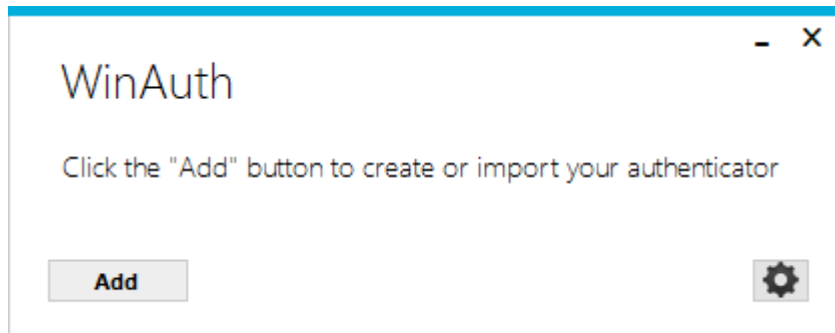 WinAuth
Click the "Add" button to create or import your authenticator
Add